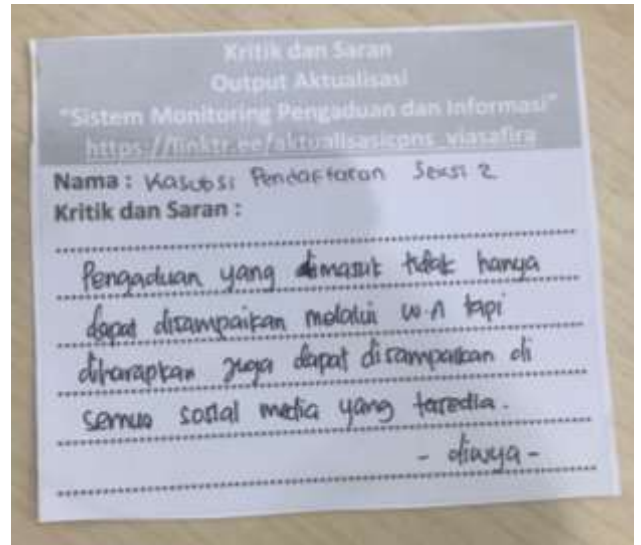 Kritik dan Saran
Output Aktualisasi
"Sistem Monitoring Pengaduan dan Informasi"
https://linktr.ee/aktualisasicpns_viasafira
Nama : Kasubsi Pendaftaran Seksi 2
Kritik dan Saran :
Pengaduan yang dimasuk tidak hanya
dapat disampaikan melalui W.A tapi
diharapkan juga dapat disampaikan di
semua sosial media yang tersedia.
- diwya -